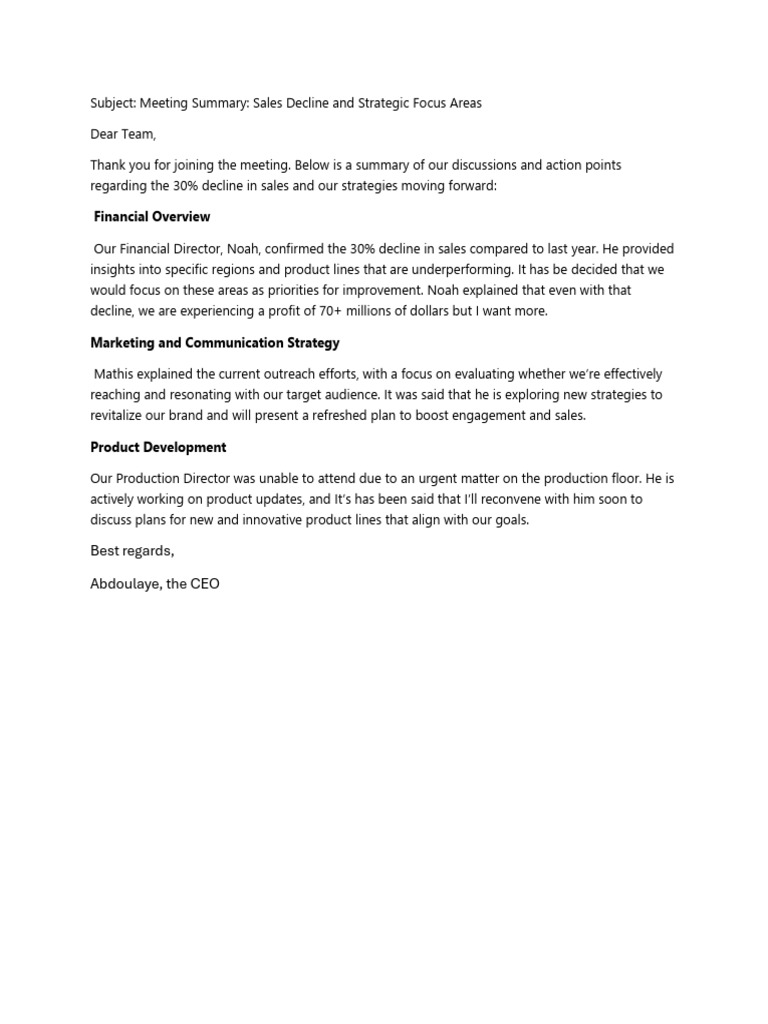 Subject: Meeting Summary: Sales Decline and Strategic Focus Areas
Dear Team,
Thank you for joining the meeting. Below is a summary of our discussions and action points
regarding the 30% decline in sales and our strategies moving forward:
Financial Overview
Our Financial Director, Noah, confirmed the 30% decline in sales compared to last year. He provided
insights into specific regions and product lines that are underperforming. It has be decided that we
would focus on these areas as priorities for improvement. Noah explained that even with that
decline, we are experiencing a profit of 70+ millions of dollars but I want more.
Marketing and Communication Strategy
Mathis explained the current outreach efforts, with a focus on evaluating whether we’re effectively
reaching and resonating with our target audience. It was said that he is exploring new strategies to
revitalize our brand and will present a refreshed plan to boost engagement and sales.
Product Development
Our Production Director was unable to attend due to an urgent matter on the production floor. He is
actively working on product updates, and It’s has been said that I’ll reconvene with him soon to
discuss plans for new and innovative product lines that align with our goals.
Best regards,
Abdoulaye, the CEO